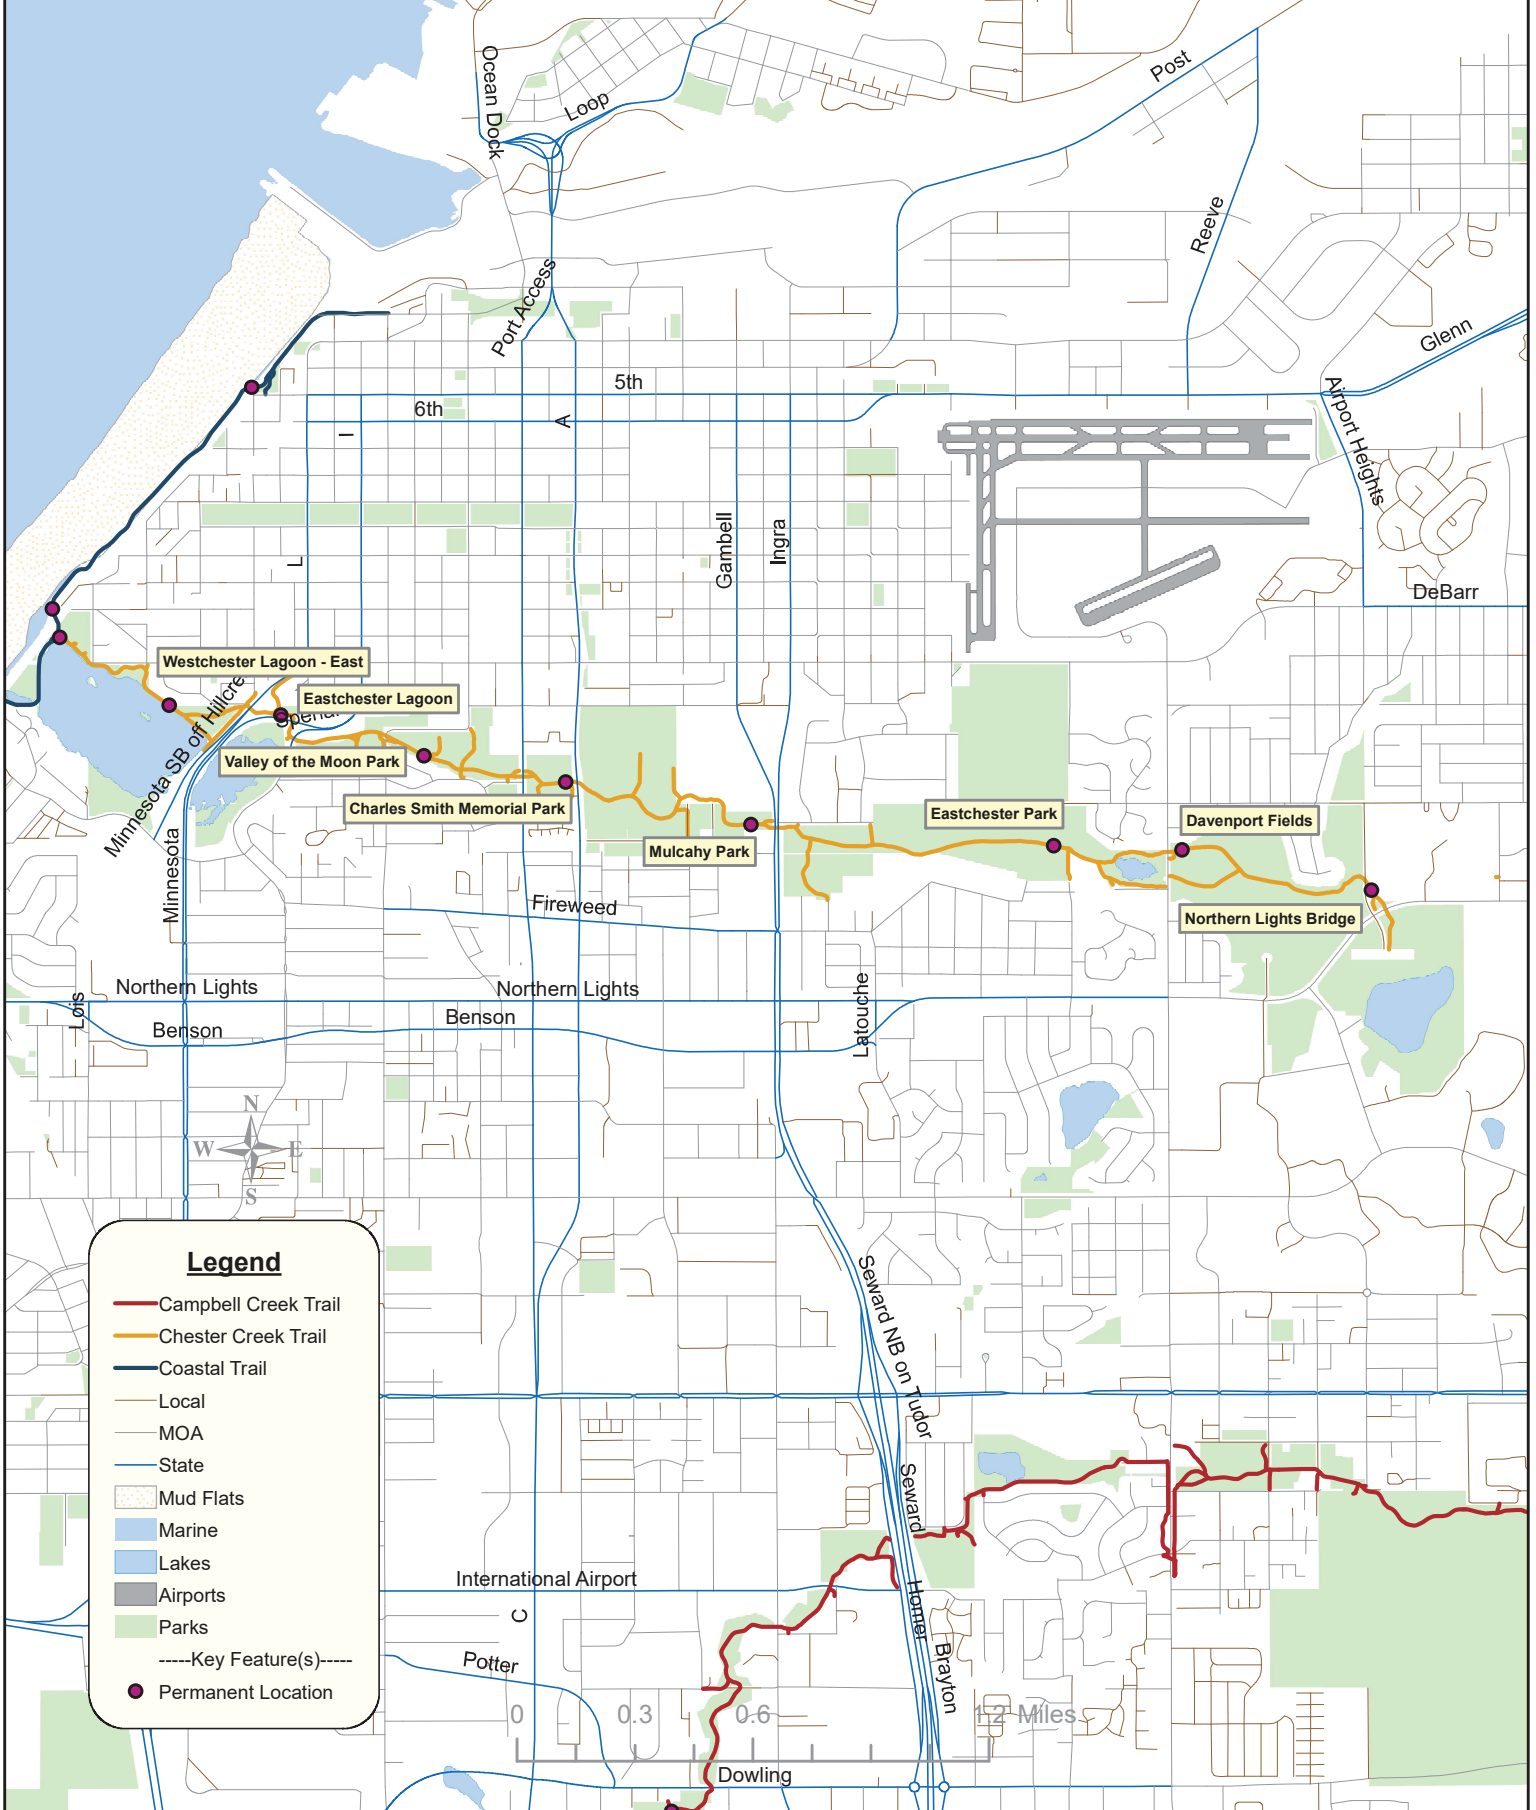 Ocean Dock
Loop
Post
Reeve
Port Access
Glenn
5th
6th
Airport Heights
I
A
L
Gambell
Ingra
DeBarr
Westchester Lagoon - East
Eastchester Lagoon
Minnesota SB off Hillcre
Spenar
Valley of the Moon Park
Charles Smith Memorial Park
Mulcahy Park
Eastchester Park
Davenport Fields
Northern Lights Bridge
Minnesota
Fireweed
Northern Lights
Northern Lights
Lois
Benson
Benson
Latouche
N
W
E
S
Legend
Campbell Creek Trail
Chester Creek Trail
Coastal Trail
Local
MOA
State
Mud Flats
Marine
Lakes
Airports
Parks
-----Key Feature(s)-----
Permanent Location
Seward NB on Tudor
Seward
International Airport
C
Homer
Brayton
Potter
0 0.3 0.6 1.2 Miles
Dowling